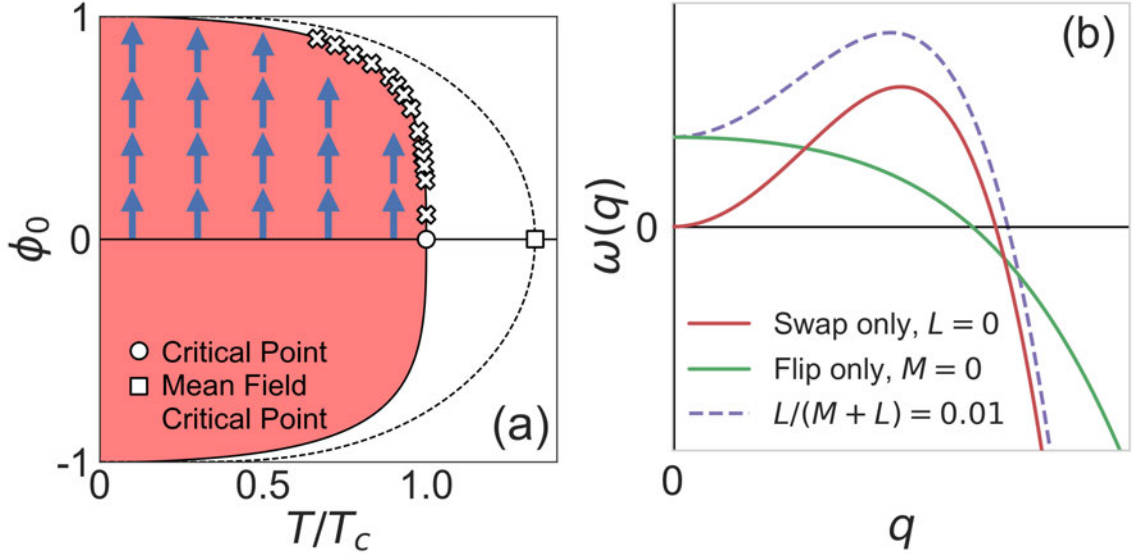 1
0
-1
ϕ₀
0
0.5
1.0
T/T_c
Critical Point
Mean Field
Critical Point
(a)
(b)
ω(q)
0
Swap only, L = 0
Flip only, M = 0
L/(M + L) = 0.01
0
q